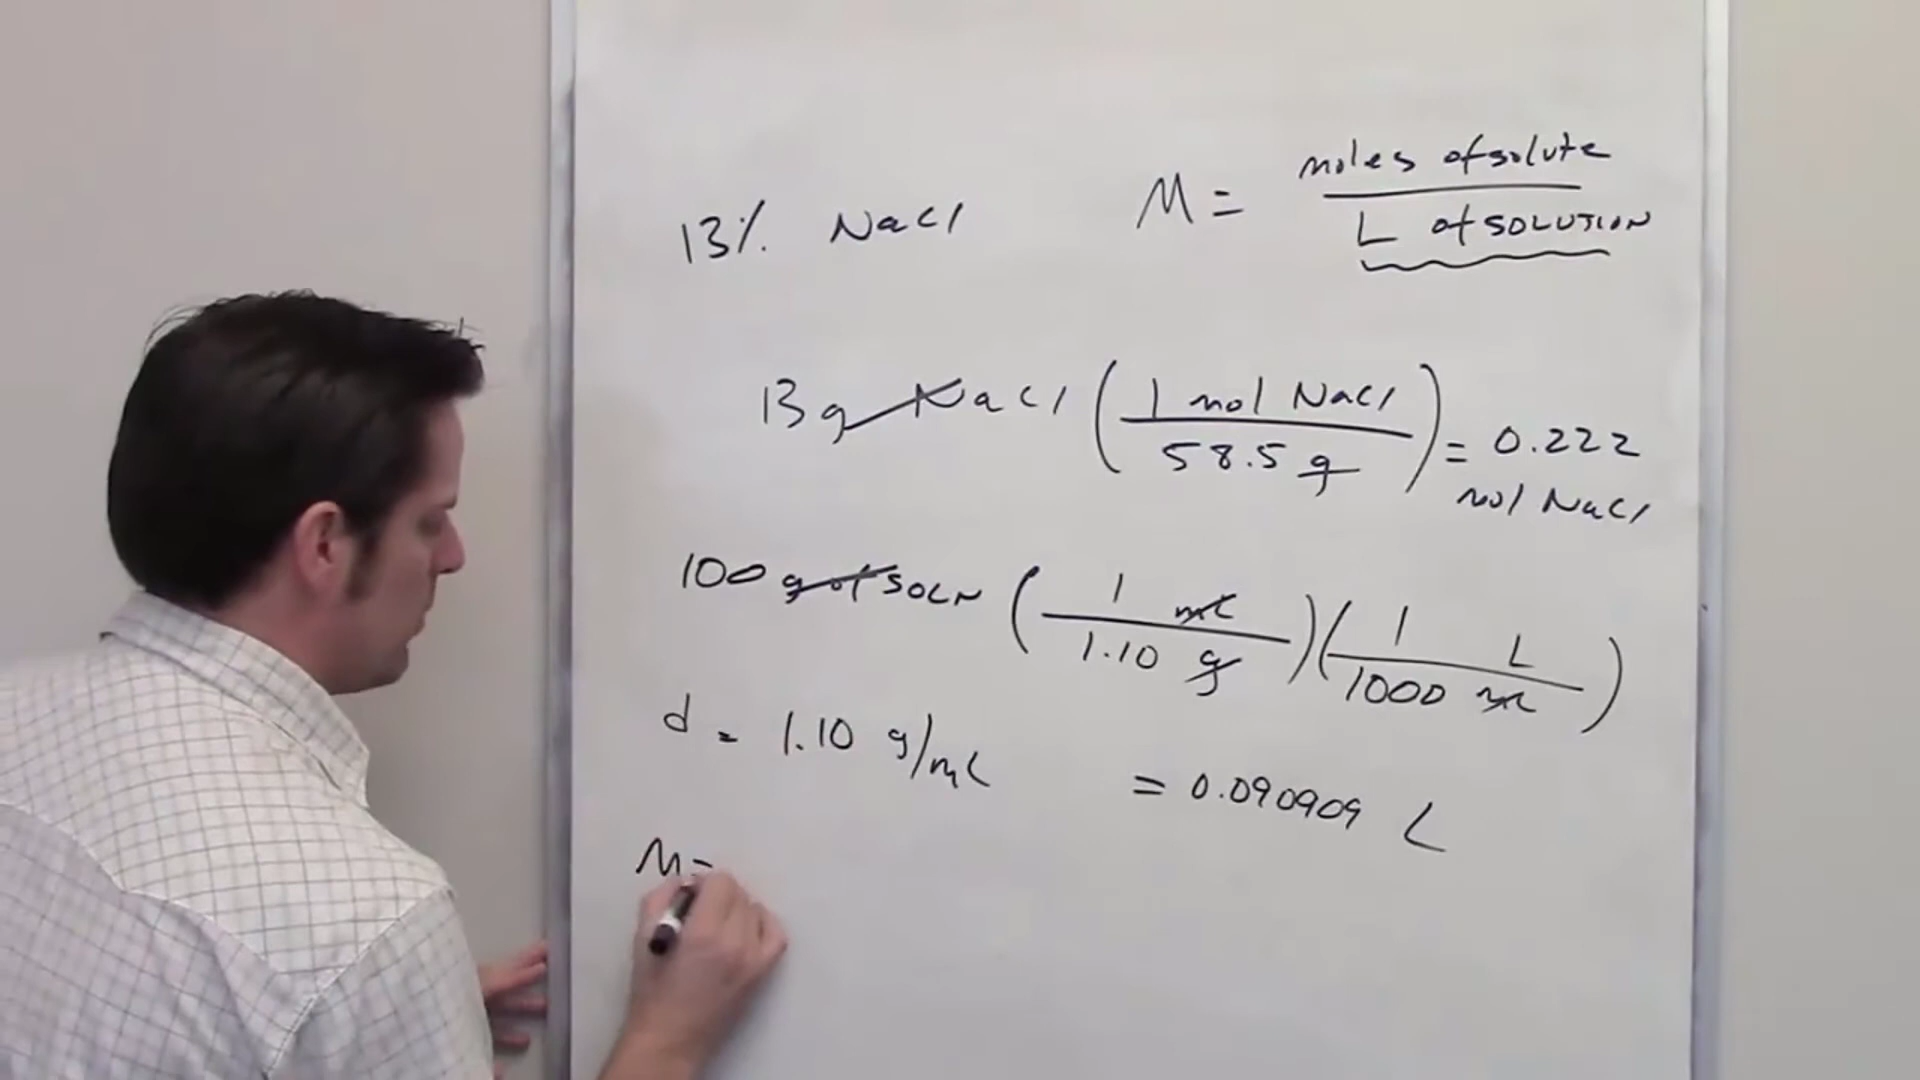 13% NaCl
M = moles of solute / L of SOLUTION
13 g NaCl (1 mol NaCl / 58.5 g) = 0.222
mol NaCl
100 g of SOLN (1 mL / 1.10 g)(1 L / 1000 mL)
d = 1.10 g/mL
= 0.090909 L
M =